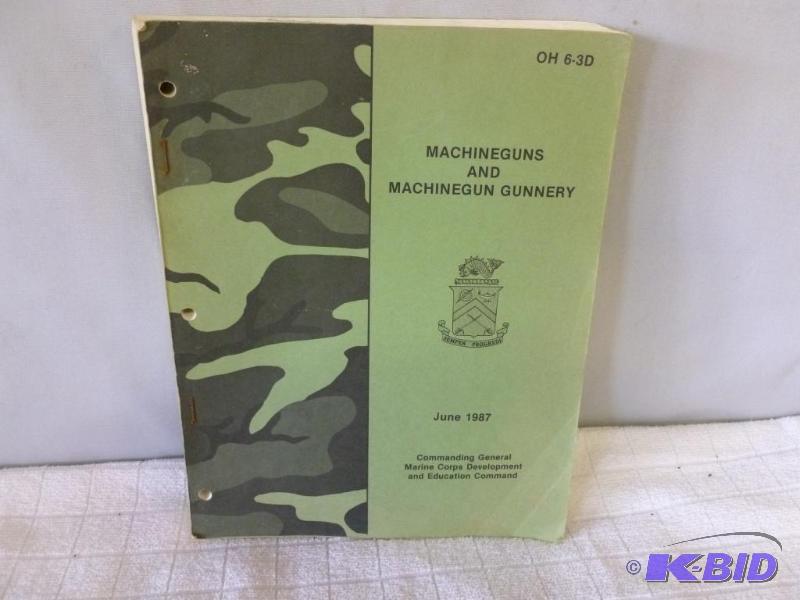 OH 6-3D
MACHINEGUNS
AND
MACHINEGUN GUNNERY
SEMPER PROGREDI
June 1987
Commanding General
Marine Corps Development
and Education Command
© K-BID